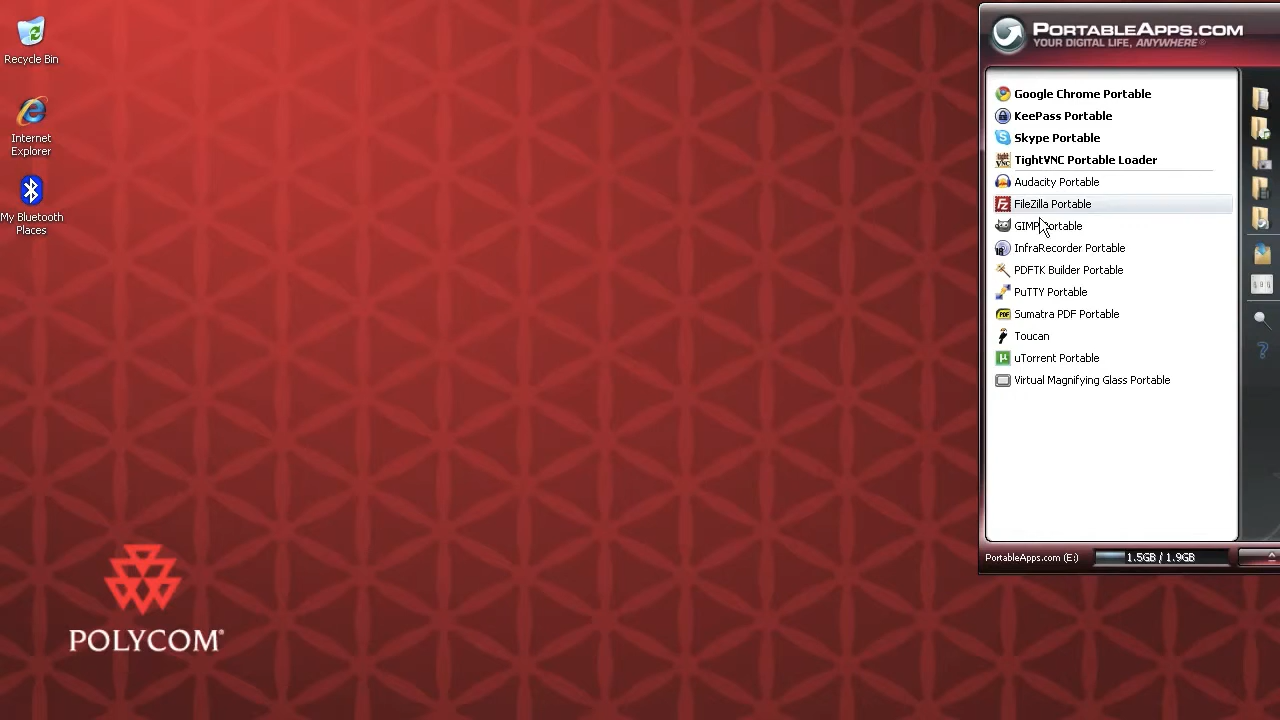 Recycle Bin
Internet
Explorer
My Bluetooth
Places
POLYCOM®
PORTABLEAPPS.COM
YOUR DIGITAL LIFE, ANYWHERE®
Google Chrome Portable
KeePass Portable
Skype Portable
TightVNC Portable Loader
Audacity Portable
FileZilla Portable
GIMP Portable
InfraRecorder Portable
PDFTK Builder Portable
PuTTY Portable
Sumatra PDF Portable
Toucan
uTorrent Portable
Virtual Magnifying Glass Portable
PortableApps.com (E:)
1.5GB / 1.9GB